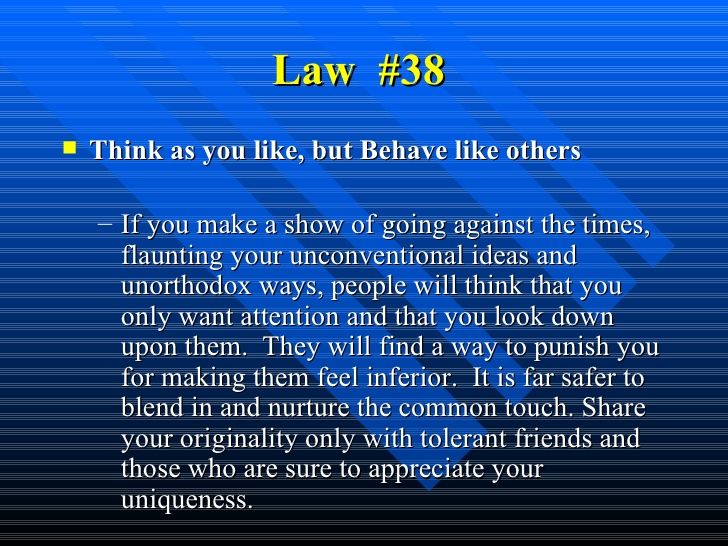 Law #38
Think as you like, but Behave like others
– If you make a show of going against the times,
flaunting your unconventional ideas and
unorthodox ways, people will think that you
only want attention and that you look down
upon them. They will find a way to punish you
for making them feel inferior. It is far safer to
blend in and nurture the common touch. Share
your originality only with tolerant friends and
those who are sure to appreciate your
uniqueness.